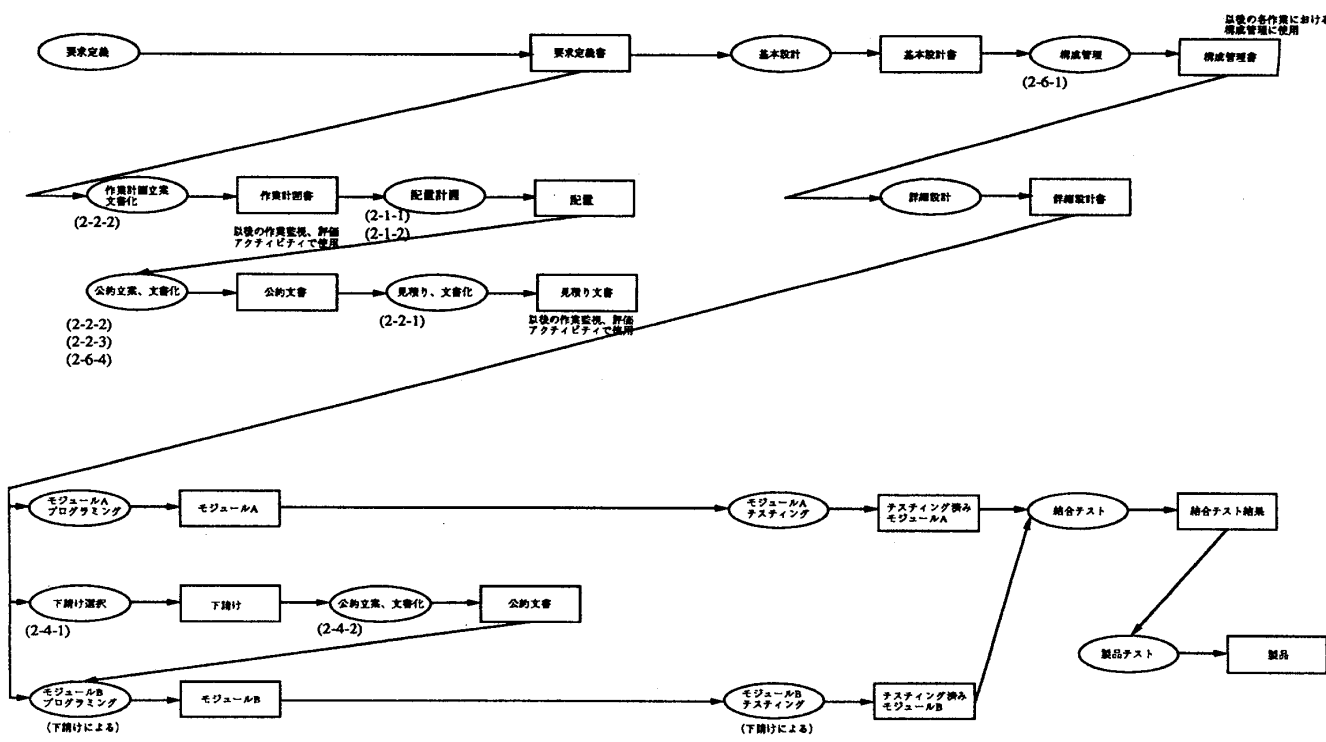 以後の各作業における
構成管理に使用
要求定義
要求定義書
基本設計
基本設計書
構成管理
構成管理書
(2-6-1)
作業計画立案
文書化
作業計画書
配置計画
配置
詳細設計
詳細設計書
(2-2-2)
(2-1-1)
(2-1-2)
以後の作業監視、評価
アクティビティで使用
公約立案、文書化
公約文書
見積り、文書化
見積り文書
(2-2-2)
(2-2-3)
(2-6-4)
(2-2-1)
以後の作業監視、評価
アクティビティで使用
モジュールA
プログラミング
モジュールA
モジュールA
テスティング
テスティング済み
モジュールA
結合テスト
結合テスト結果
下請け選択
下請け
公約立案、文書化
公約文書
(2-4-1)
(2-4-2)
製品テスト
製品
モジュールB
プログラミング
モジュールB
モジュールB
テスティング
テスティング済み
モジュールB
(下請けによる)
(下請けによる)